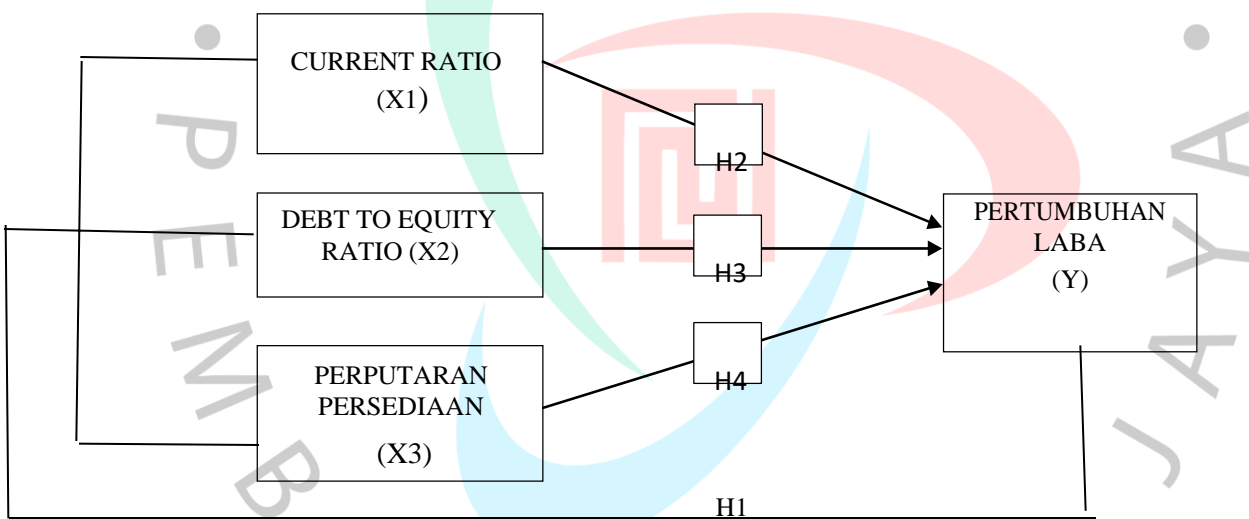 CURRENT RATIO
(X1)
H2
DEBT TO EQUITY
RATIO (X2)
H3
PERTUMBUHAN
LABA
(Y)
PERPUTARAN
PERSEDIAAN
(X3)
H4
H1
P E M B
J A Y A